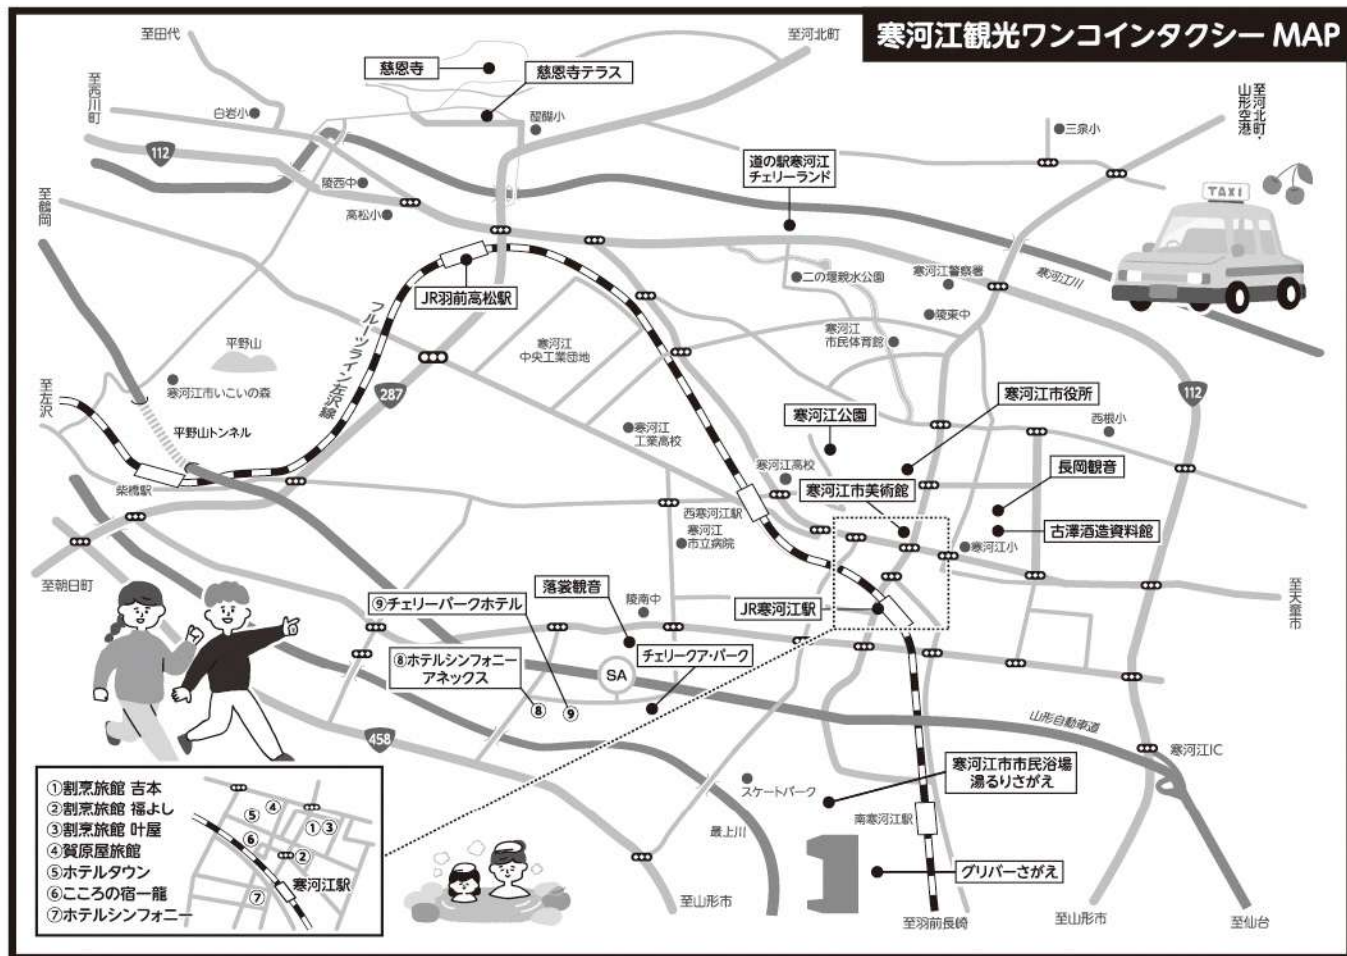 寒河江観光ワンコインタクシー MAP
至田代
至河北町
慈恩寺
慈恩寺テラス
至西川町
白岩小
醍醐小
至河北町・
山形空港
三泉小
112
道の駅寒河江
チェリーランド
陵西中
高松小
至鶴岡
TAXI
二の堰親水公園
寒河江警察署
寒河江川
JR羽前高松駅
フルーツライン左沢線
陵東中
寒河江
市民体育館
平野山
寒河江
中央工業団地
寒河江市いこいの森
至左沢
287
112
寒河江市役所
寒河江公園
西根小
平野山トンネル
寒河江
工業高校
寒河江高校
長岡観音
柴橋駅
寒河江市美術館
西寒河江駅
古澤酒造資料館
寒河江
市立病院
寒河江小
至朝日町
落裳観音
至天童市
⑨チェリーパークホテル
陵南中
JR寒河江駅
⑧ホテルシンフォニー
アネックス
チェリークア・パーク
SA
⑧
⑨
山形自動車道
458
寒河江IC
寒河江市市民浴場
湯るりさがえ
スケートパーク
最上川
南寒河江駅
グリバーさがえ
①割烹旅館 吉本
②割烹旅館 福よし
③割烹旅館 叶屋
④賀原屋旅館
⑤ホテルタウン
⑥こころの宿一龍
⑦ホテルシンフォニー
④
⑤
①
③
⑥
②
⑦
寒河江駅
至山形市
至羽前長崎
至山形市
至仙台